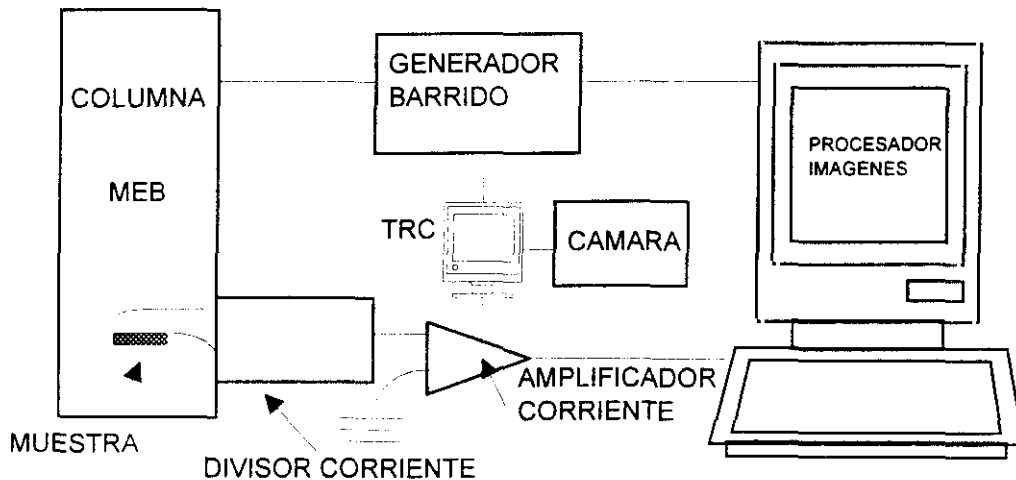 COLUMNA
MEB
GENERADOR
BARRIDO
PROCESADOR
IMAGENES
TRC
CAMARA
AMPLIFICADOR
CORRIENTE
MUESTRA
DIVISOR CORRIENTE